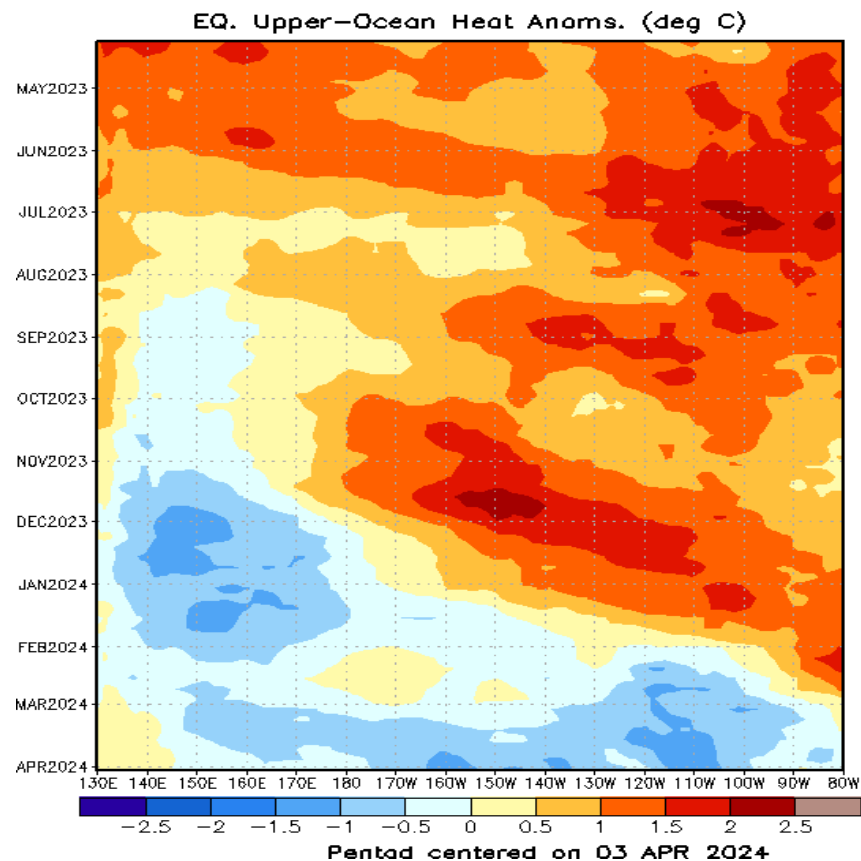 EQ. Upper-Ocean Heat Anoms. (deg C)
MAY2023
JUN2023
JUL2023
AUG2023
SEP2023
OCT2023
NOV2023
DEC2023
JAN2024
FEB2024
MAR2024
APR2024
130E 140E 150E 160E 170E 180 170W 160W 150W 140W 130W 120W 110W 100W 90W 80W
-2.5 -2 -1.5 -1 -0.5 0 0.5 1 1.5 2 2.5
Pentad centered on 03 APR 2024